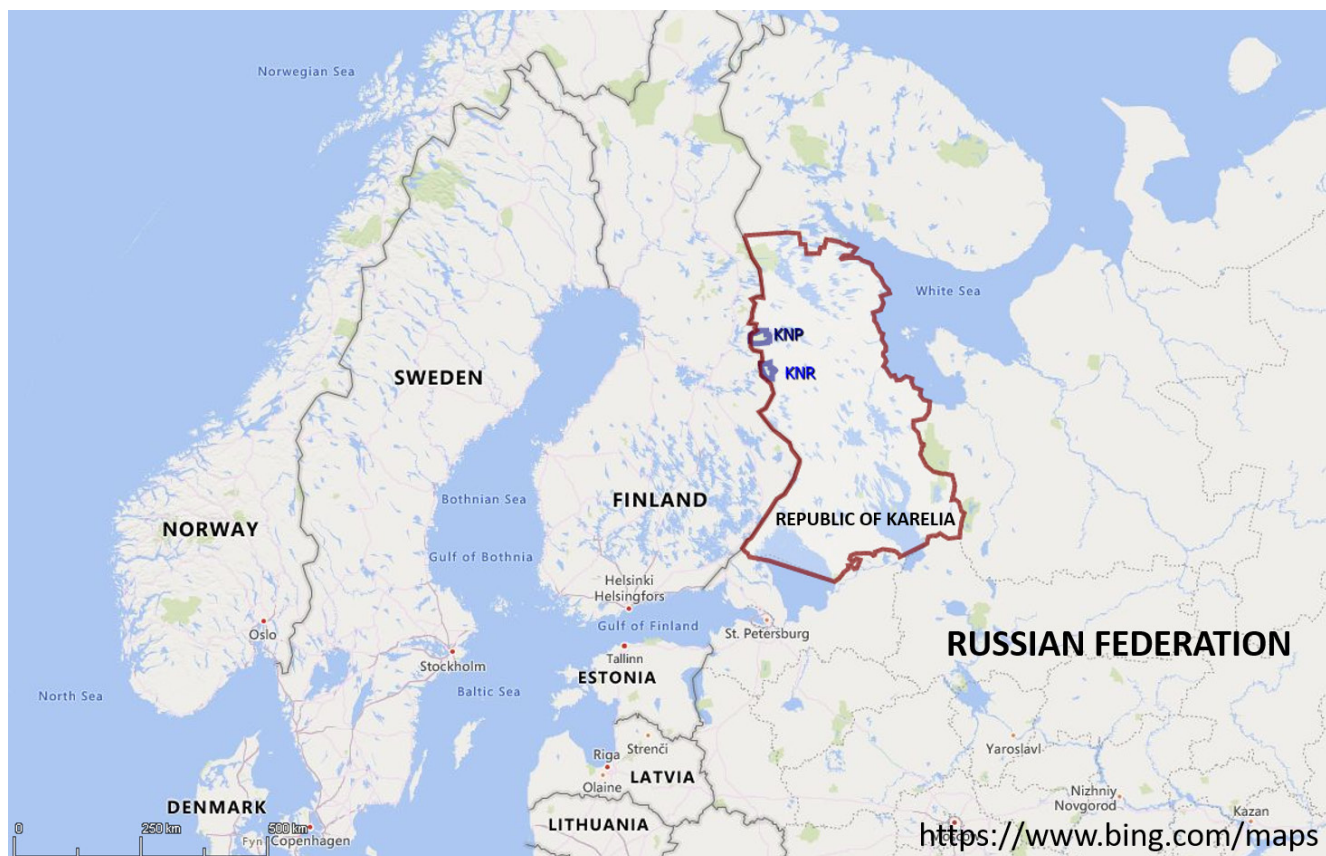 Norwegian Sea
White Sea
KNP
KNR
SWEDEN
Bothnian Sea
FINLAND
NORWAY
REPUBLIC OF KARELIA
Gulf of Bothnia
Helsinki
Helsingfors
Gulf of Finland
St. Petersburg
Oslo
RUSSIAN FEDERATION
Tallinn
Stockholm
ESTONIA
North Sea
Baltic Sea
Riga
Strenči
Yaroslavl
LATVIA
Olaine
Nizhniy
Novgorod
DENMARK
Kazan
LITHUANIA
0
250 km
500 km
Fyn
Copenhagen
Moscow
https://www.bing.com/maps